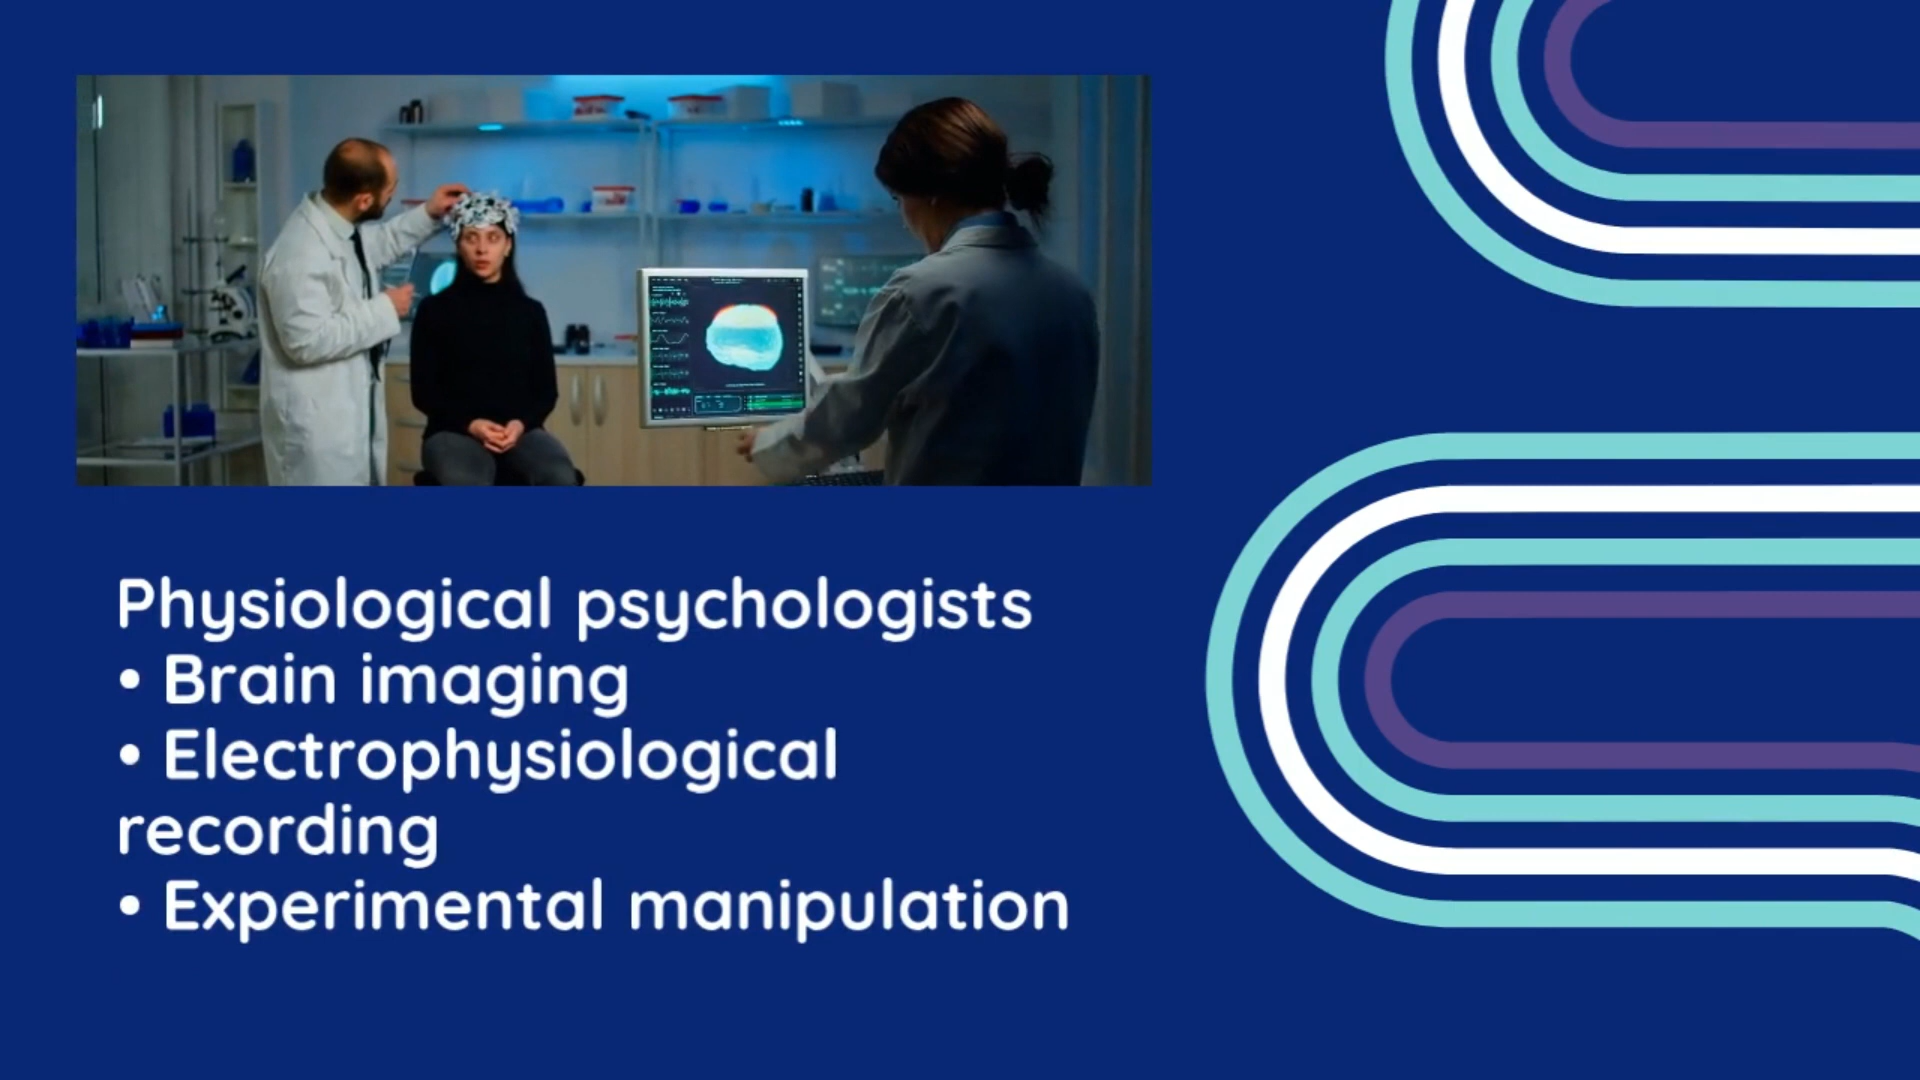 Physiological psychologists
• Brain imaging
• Electrophysiological
recording
• Experimental manipulation